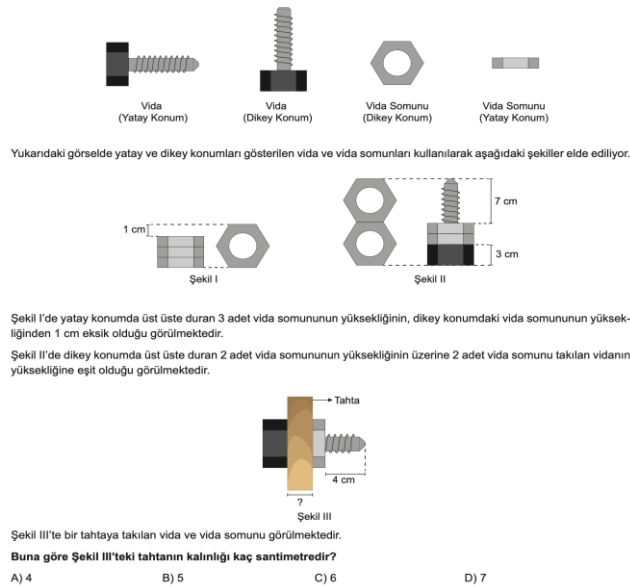 Vida
(Yatay Konum)
Vida
(Dikey Konum)
Vida Somunu
(Dikey Konum)
Vida Somunu
(Yatay Konum)
Yukarıdaki görselde yatay ve dikey konumları gösterilen vida ve vida somunları kullanılarak aşağıdaki şekiller elde ediliyor.
1 cm
Şekil I
7 cm
3 cm
Şekil II
Şekil I'de yatay konumda üst üste duran 3 adet vida somununun yüksekliğinin, dikey konumdaki vida somununun yüksek-
liğinden 1 cm eksik olduğu görülmektedir.
Şekil II'de dikey konumda üst üste duran 2 adet vida somununun yüksekliğinin üzerine 2 adet vida somunu takılan vidanın
yüksekliğine eşit olduğu görülmektedir.
Tahta
4 cm
?
Şekil III
Şekil III'te bir tahtaya takılan vida ve vida somunu görülmektedir.
Buna göre Şekil III'teki tahtanın kalınlığı kaç santimetredir?
A) 4 B) 5 C) 6 D) 7